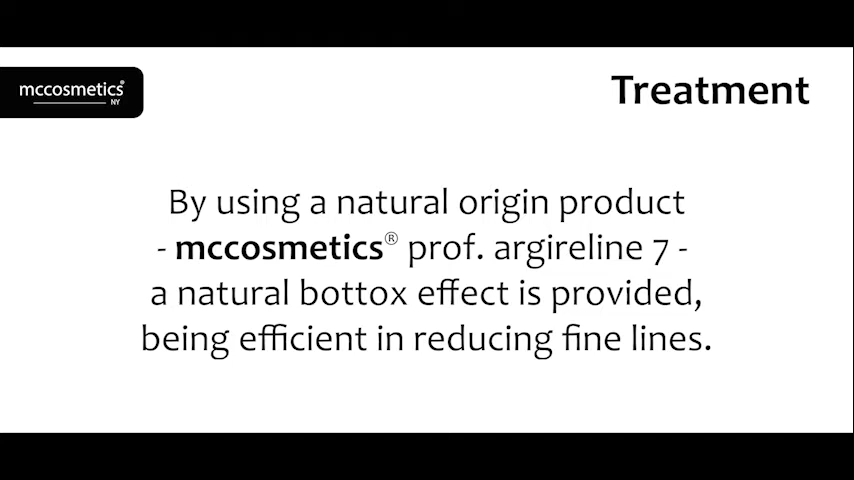 mccosmetics®
NY
Treatment
By using a natural origin product
- mccosmetics® prof. argireline 7 -
a natural bottox effect is provided,
being efficient in reducing fine lines.